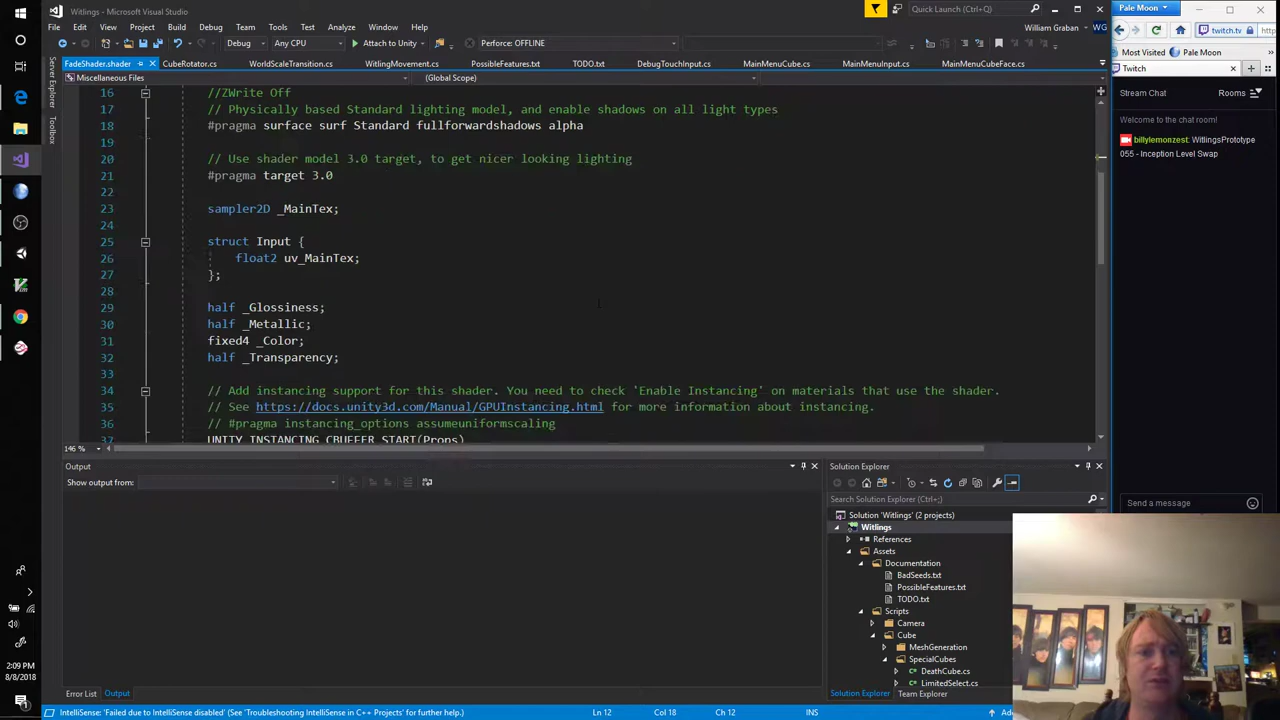 Witlings - Microsoft Visual Studio
Quick Launch (Ctrl+Q)
Pale Moon
File Edit View Project Build Debug Team Tools Test Analyze Window Help
William Graban WG
twitch.tv
http
Debug Any CPU Attach to Unity Perforce: OFFLINE
Most Visited Pale Moon
FadeShader.shader CubeRotator.cs WorldScaleTransition.cs WitlingMovement.cs PossibleFeatures.txt TODO.txt DebugTouchInput.cs MainMenuCube.cs MainMenuInput.cs MainMenuCubeFace.cs
Twitch
Miscellaneous Files (Global Scope)
Server Explorer
Toolbox
Stream Chat Rooms
Welcome to the chat room!
billylemonzest: WitlingsPrototype
055 - Inception Level Swap
16 //ZWrite Off
17 // Physically based Standard lighting model, and enable shadows on all light types
18 #pragma surface surf Standard fullforwardshadows alpha
19
20 // Use shader model 3.0 target, to get nicer looking lighting
21 #pragma target 3.0
22
23 sampler2D _MainTex;
24
25 struct Input {
26 float2 uv_MainTex;
27 };
28
29 half _Glossiness;
30 half _Metallic;
31 fixed4 _Color;
32 half _Transparency;
33
34 // Add instancing support for this shader. You need to check 'Enable Instancing' on materials that use the shader.
35 // See https://docs.unity3d.com/Manual/GPUInstancing.html for more information about instancing.
36 // #pragma instancing_options assumeuniformscaling
37 UNITY_INSTANCING_CBUFFER_START(Props)
146 %
Output
Show output from:
Solution Explorer
Search Solution Explorer (Ctrl+;)
Solution 'Witlings' (2 projects)
Witlings
References
Assets
Documentation
BadSeeds.txt
PossibleFeatures.txt
TODO.txt
Scripts
Camera
Cube
MeshGeneration
SpecialCubes
DeathCube.cs
LimitedSelect.cs
Send a message
Error List Output
Solution Explorer Team Explorer
IntelliSense: 'Failed due to IntelliSense disabled' (See 'Troubleshooting IntelliSense in C++ Projects' for further help.)
Ln 12 Col 18 Ch 12 INS
2:09 PM
8/8/2018